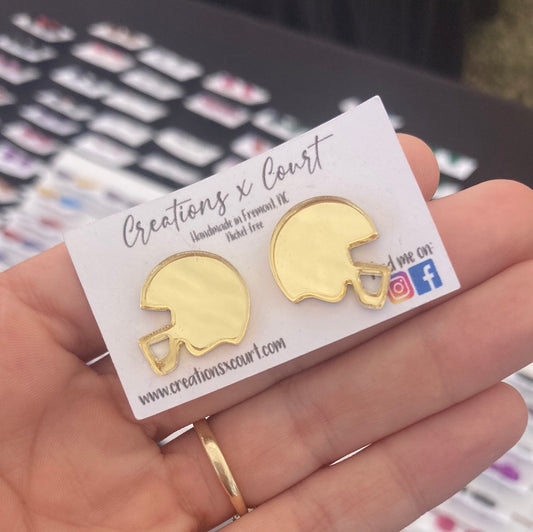 Creations x Court
Handmade in Fremont, NC
Nickel-Free
me on:
www.creationsxcourt.com